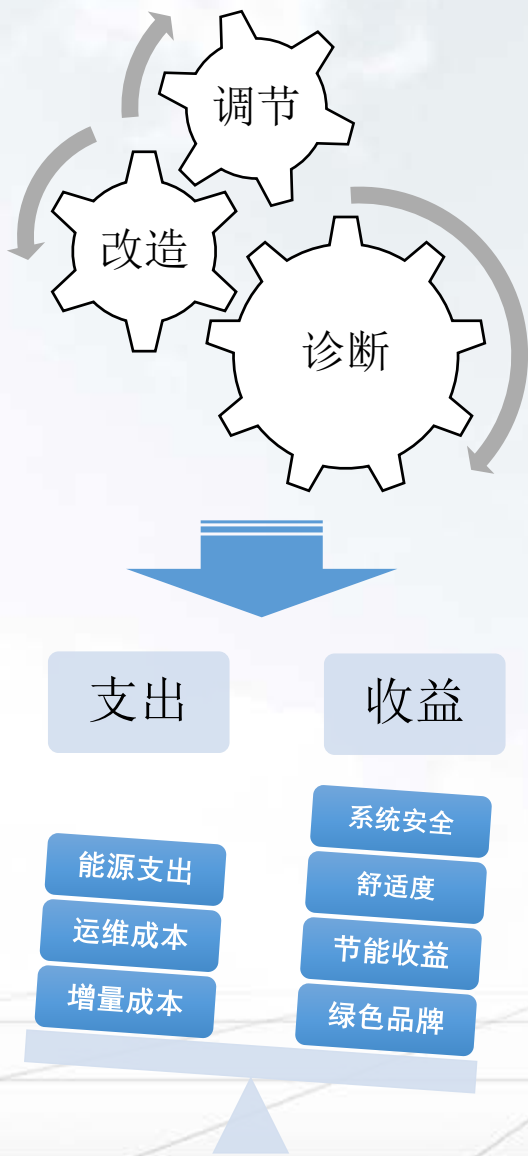 调节
改造
诊断
支出
收益
系统安全
能源支出
舒适度
运维成本
节能收益
增量成本
绿色品牌